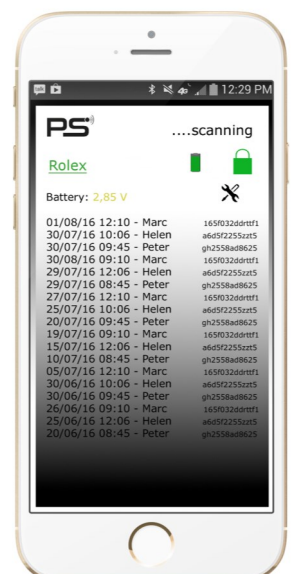 4G 12:29 PM
PS
....scanning
Rolex
Battery: 2,85 V
01/08/16 12:10 - Marc 165f032ddrttf1
30/07/16 10:06 - Helen a6d5f2255zzt5
30/07/16 09:45 - Peter gh2558ad8625
30/08/16 09:10 - Marc 165f032ddrttf1
29/07/16 12:06 - Helen a6d5f2255zzt5
29/07/16 08:45 - Peter gh2558ad8625
27/07/16 12:10 - Marc 165f032ddrttf1
25/07/16 10:06 - Helen a6d5f2255zzt5
20/07/16 09:45 - Peter gh2558ad8625
19/07/16 09:10 - Marc 165f032ddrttf1
15/07/16 12:06 - Helen a6d5f2255zzt5
10/07/16 08:45 - Peter gh2558ad8625
05/07/16 12:10 - Marc 165f032ddrttf1
30/06/16 10:06 - Helen a6d5f2255zzt5
30/06/16 09:45 - Peter gh2558ad8625
26/06/16 09:10 - Marc 165f032ddrttf1
25/06/16 12:06 - Helen a6d5f2255zzt5
20/06/16 08:45 - Peter gh2558ad8625